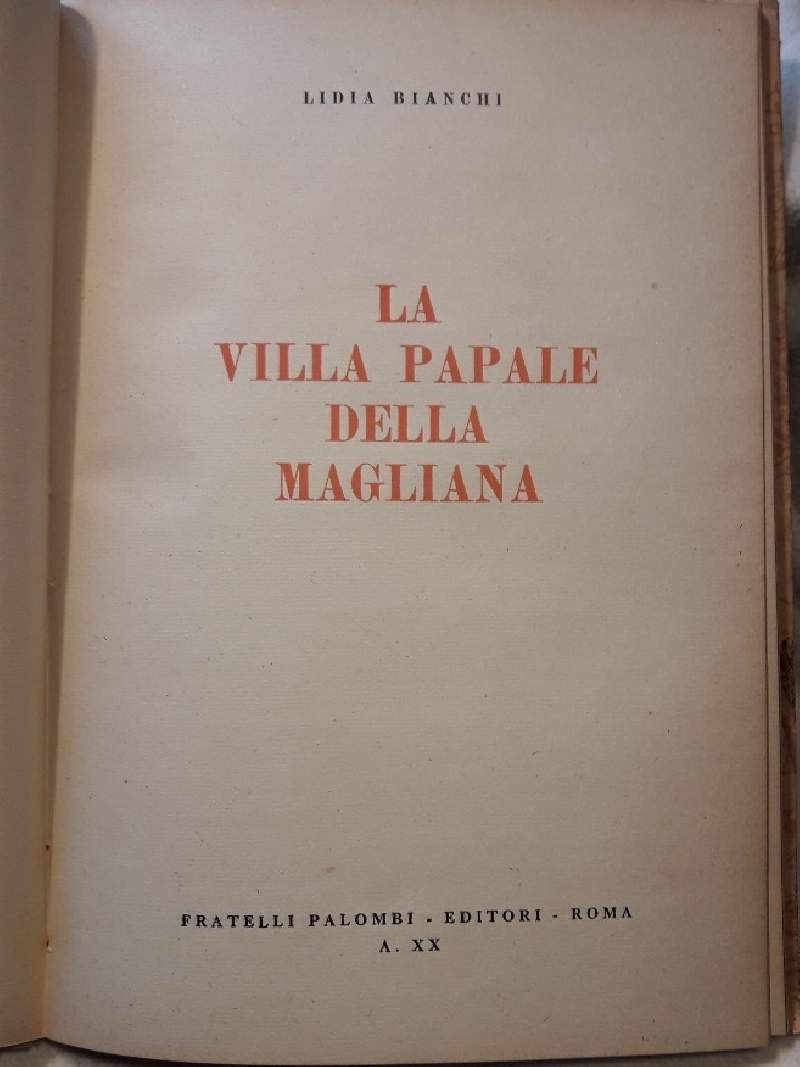 LIDIA BIANCHI
LA
VILLA PAPALE
DELLA
MAGLIANA
FRATELLI PALOMBI - EDITORI - ROMA
A. XX